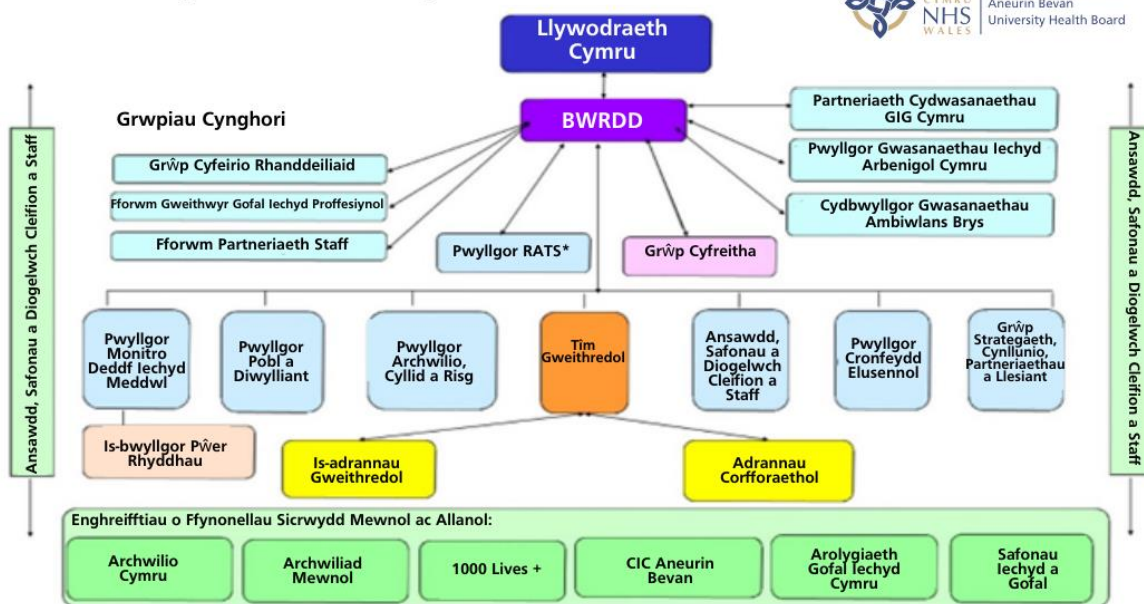 CYMRU
NHS
WALES
Aneurin Bevan
University Health Board
Llywodraeth
Cymru
Grwpiau Cynghori
BWRDD
Partneriaeth Cydwasanaethau
GIG Cymru
Pwyllgor Gwasanaethau Iechyd
Arbenigol Cymru
Cydbwyllgor Gwasanaethau
Ambiwlans Brys
Grŵp Cyfeirio Rhanddeiliaid
Fforwm Gweithwyr Gofal Iechyd Proffesiynol
Fforwm Partneriaeth Staff
Pwyllgor RATS*
Grŵp Cyfreitha
Ansawdd, Safonau a Diogelwch Cleifion a Staff
Ansawdd, Safonau a Diogelwch Cleifion a Staff
Pwyllgor
Monitro
Deddf Iechyd
Meddwl
Pwyllgor
Pobl a
Diwylliant
Pwyllgor
Archwilio,
Cyllid a Risg
Tîm
Gweithredol
Ansawdd,
Safonau a
Diogelwch
Cleifion a
Staff
Pwyllgor
Cronfeydd
Elusennol
Grŵp
Strategaeth,
Cynllunio,
Partneriaethau
a Llesiant
Is-bwyllgor Pŵer
Rhyddhau
Is-adrannau
Gweithredol
Adrannau
Corfforaethol
Enghreifftiau o Ffynonellau Sicrwydd Mewnol ac Allanol:
Archwilio
Cymru
Archwiliad
Mewnol
1000 Lives +
CIC Aneurin
Bevan
Arolygiaeth
Gofal Iechyd
Cymru
Safonau
Iechyd a
Gofal